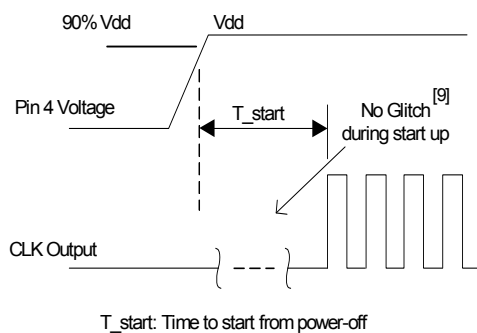 90% Vdd
Vdd
Pin 4 Voltage
T_start
No Glitch [9]
during start up
CLK Output
T_start: Time to start from power-off